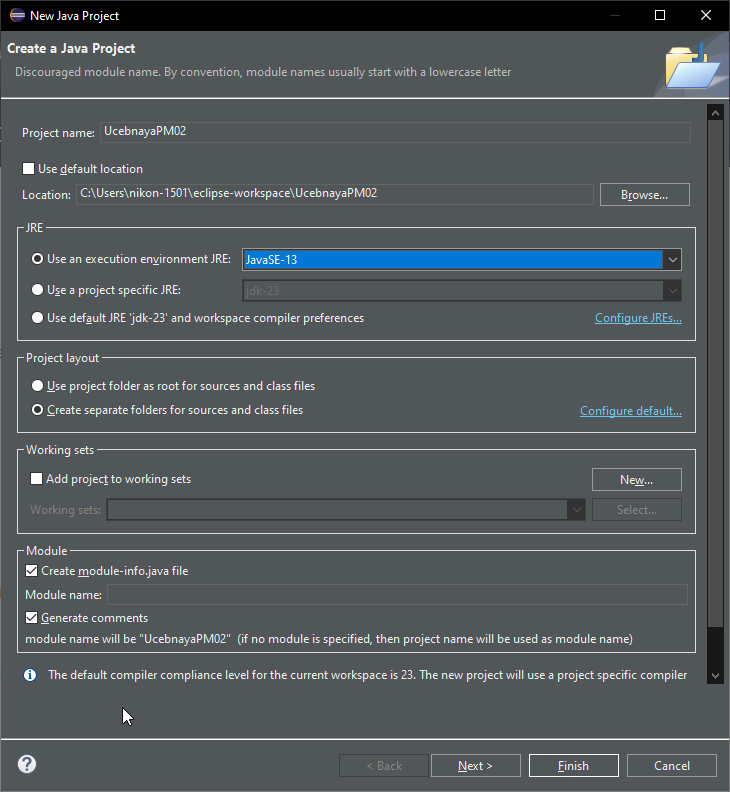 New Java Project
Create a Java Project
Discouraged module name. By convention, module names usually start with a lowercase letter
Project name: UcebnayaPM02
Use default location
Location: C:\Users\nikon-1501\eclipse-workspace\UcebnayaPM02 Browse...
JRE
Use an execution environment JRE: JavaSE-13
Use a project specific JRE: jdk-23
Use default JRE 'jdk-23' and workspace compiler preferences Configure JREs...
Project layout
Use project folder as root for sources and class files
Create separate folders for sources and class files Configure default...
Working sets
Add project to working sets New...
Working sets: Select...
Module
Create module-info.java file
Module name:
Generate comments
module name will be "UcebnayaPM02" (if no module is specified, then project name will be used as module name)
The default compiler compliance level for the current workspace is 23. The new project will use a project specific compiler
? < Back Next > Finish Cancel